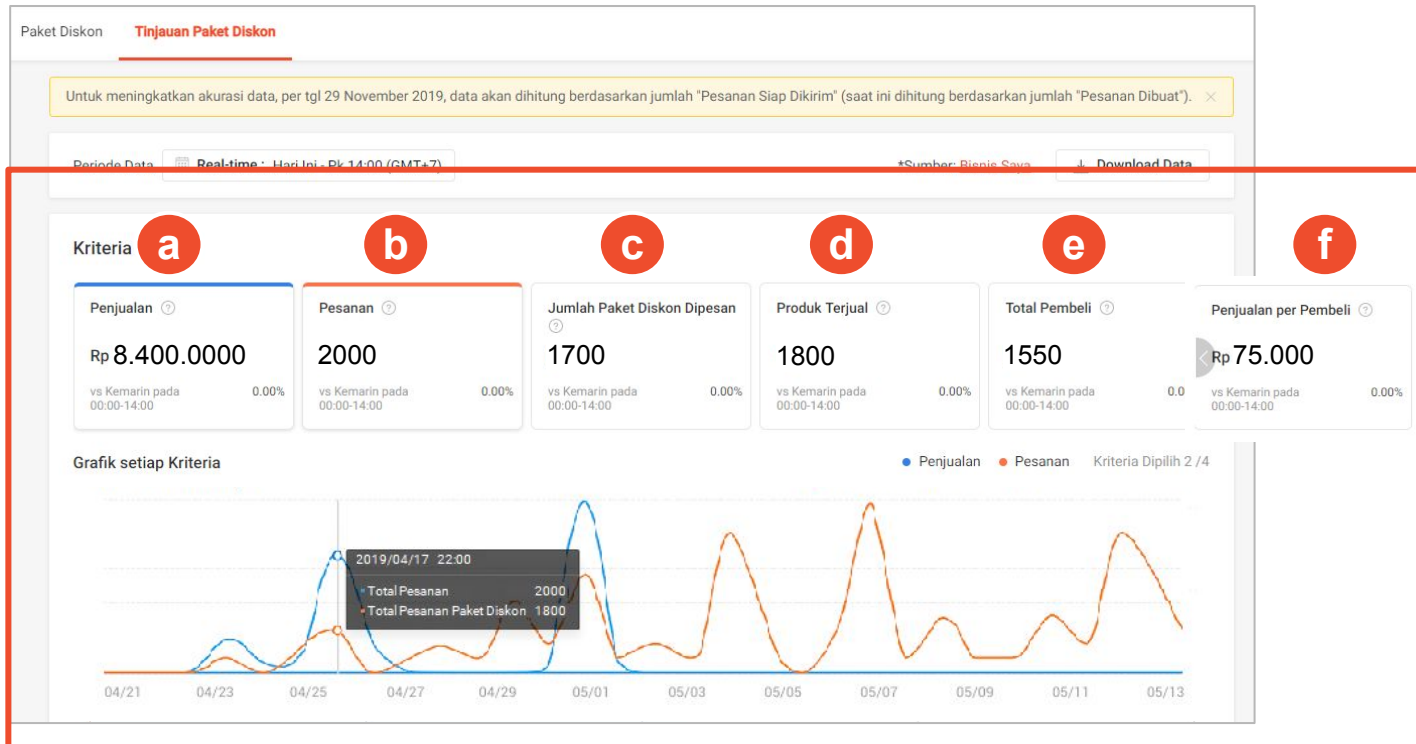 Paket Diskon Tinjauan Paket Diskon
Untuk meningkatkan akurasi data, per tgl 29 November 2019, data akan dihitung berdasarkan jumlah "Pesanan Siap Dikirim" (saat ini dihitung berdasarkan jumlah "Pesanan Dibuat"). ×
Periode Data Real-time : Hari Ini - Pk 14:00 (GMT+7) *Sumber: Bisnis Saya Download Data
Kriteria a b c d e f
Penjualan ? Pesanan ? Jumlah Paket Diskon Dipesan Produk Terjual ? Total Pembeli ? Penjualan per Pembeli ?
?
Rp 8.400.0000 2000 1700 1800 1550 Rp 75.000
vs Kemarin pada 0.00% vs Kemarin pada 0.00% vs Kemarin pada 0.00% vs Kemarin pada 0.00% vs Kemarin pada 0.0 vs Kemarin pada 0.00%
00:00-14:00 00:00-14:00 00:00-14:00 00:00-14:00 00:00-14:00 00:00-14:00
Grafik setiap Kriteria Penjualan Pesanan Kriteria Dipilih 2 /4
2019/04/17 22:00
Total Pesanan 2000
Total Pesanan Paket Diskon 1800
04/21 04/23 04/25 04/27 04/29 05/01 05/03 05/05 05/07 05/09 05/11 05/13